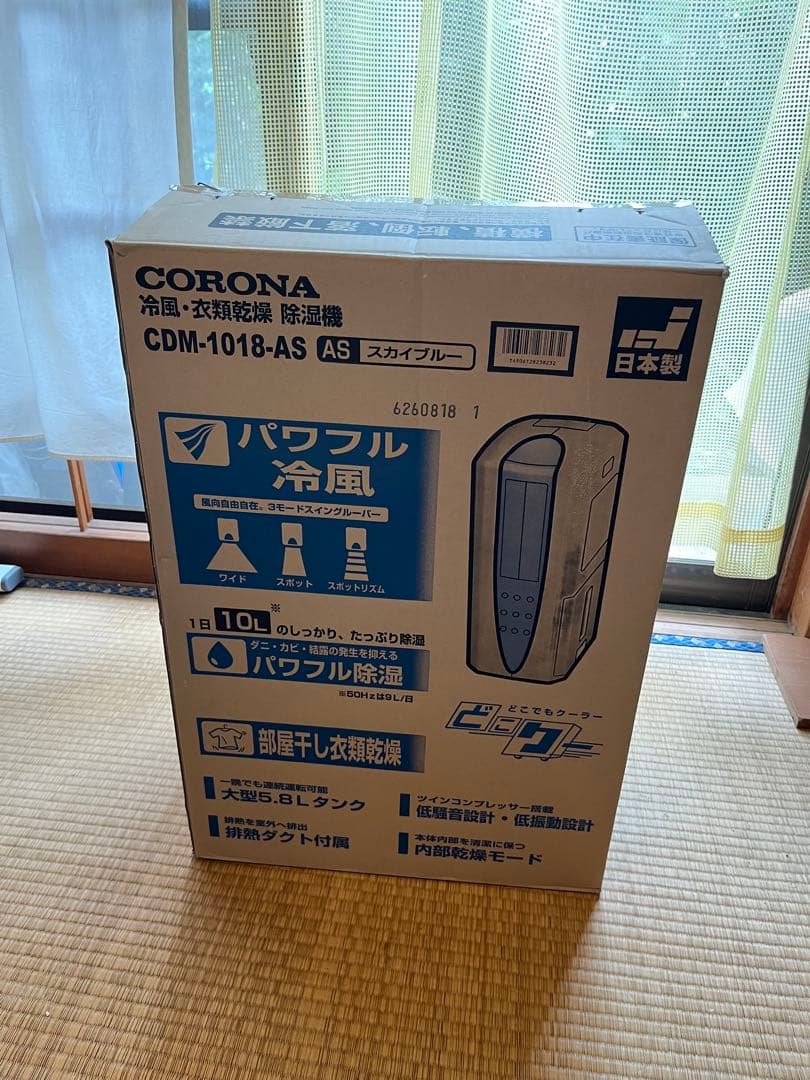 横積、転倒、落下厳禁
CORONA
冷風・衣類乾燥 除湿機
CDM-1018-AS AS スカイブルー
日本製
6260818 1
パワフル
冷風
風向自由自在。3モードスイングルーバー
ワイド スポット スポットリズム
1日 10L※ のしっかり、たっぷり除湿
ダニ・カビ・結露の発生を抑える
パワフル除湿
※50Hzは9L/日
どこでもクーラー
どこクー
部屋干し衣類乾燥
一晩でも連続運転可能
大型5.8Lタンク
排熱を室外へ排出
排熱ダクト付属
ツインコンプレッサー搭載
低騒音設計・低振動設計
本体内部を清潔に保つ
内部乾燥モード